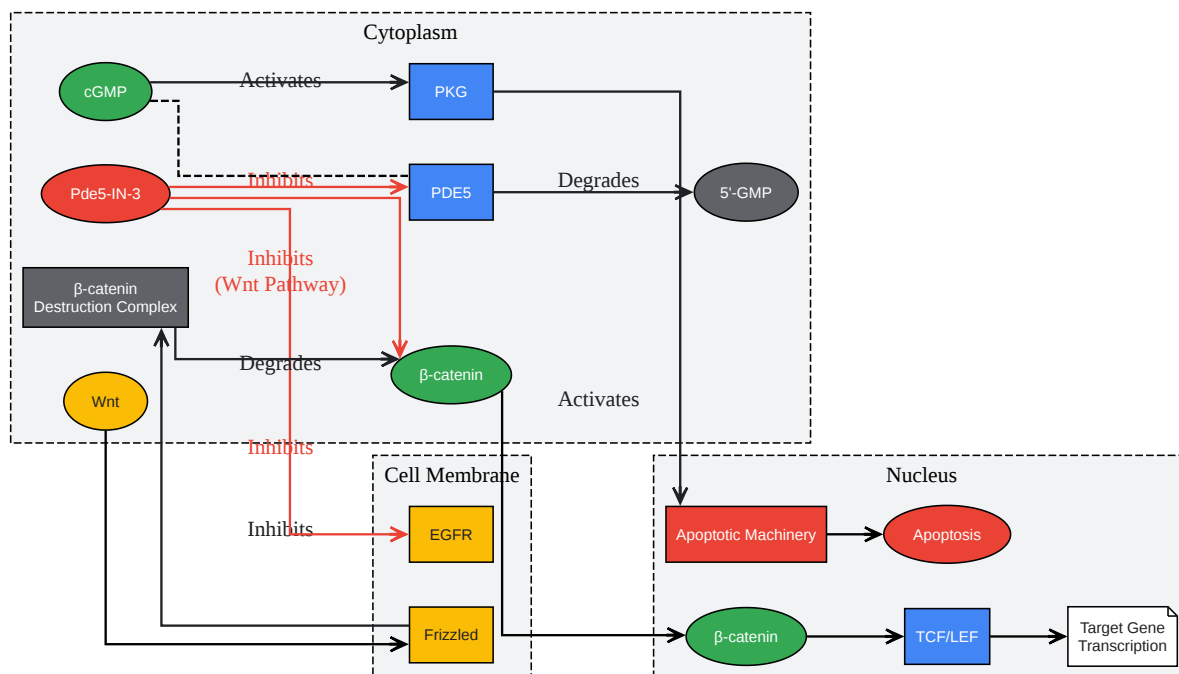 Cytoplasm
cGMP
Activates
PKG
Pde5-IN-3
Inhibits
PDE5
Degrades
5'-GMP
Inhibits
(Wnt Pathway)
β-catenin
Destruction Complex
Degrades
β-catenin
Wnt
Activates
Inhibits
Cell Membrane
Nucleus
Inhibits
EGFR
Apoptotic Machinery
Apoptosis
Frizzled
β-catenin
TCF/LEF
Target Gene
Transcription